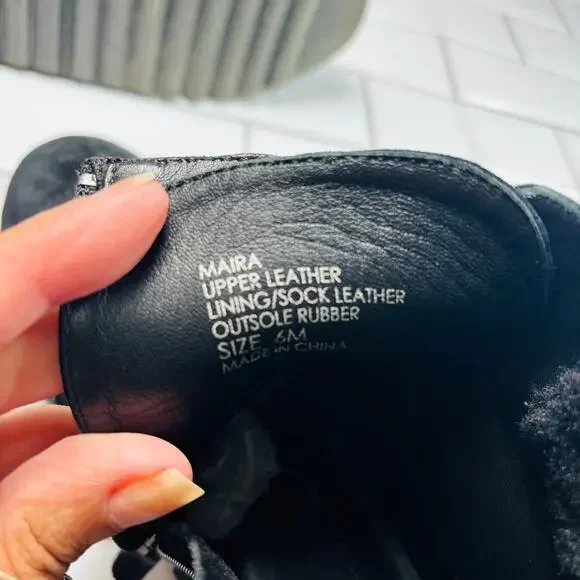 MAIRA
UPPER LEATHER
LINING/SOCK LEATHER
OUTSOLE RUBBER
SIZE 6M
MADE IN CHINA